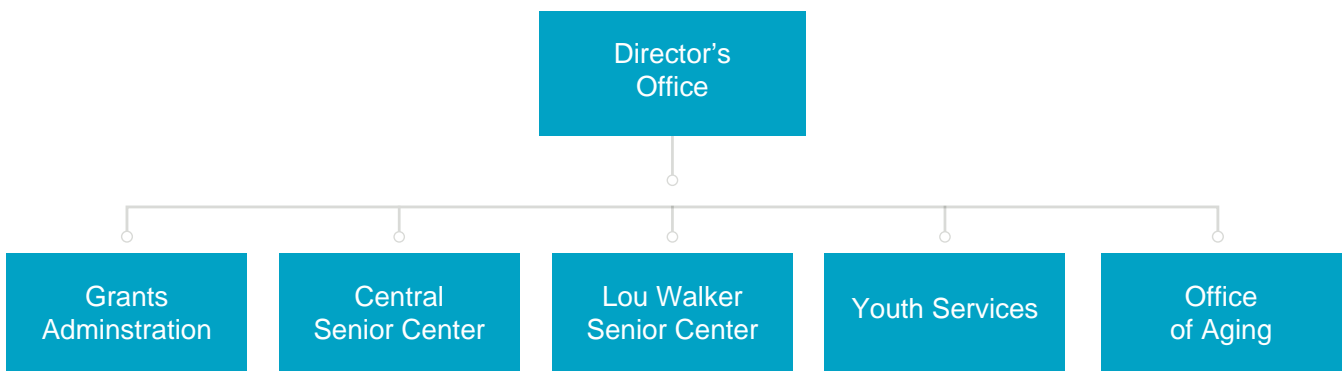 Director’s
Office
Grants
Adminstration
Central
Senior Center
Lou Walker
Senior Center
Youth Services
Office
of Aging